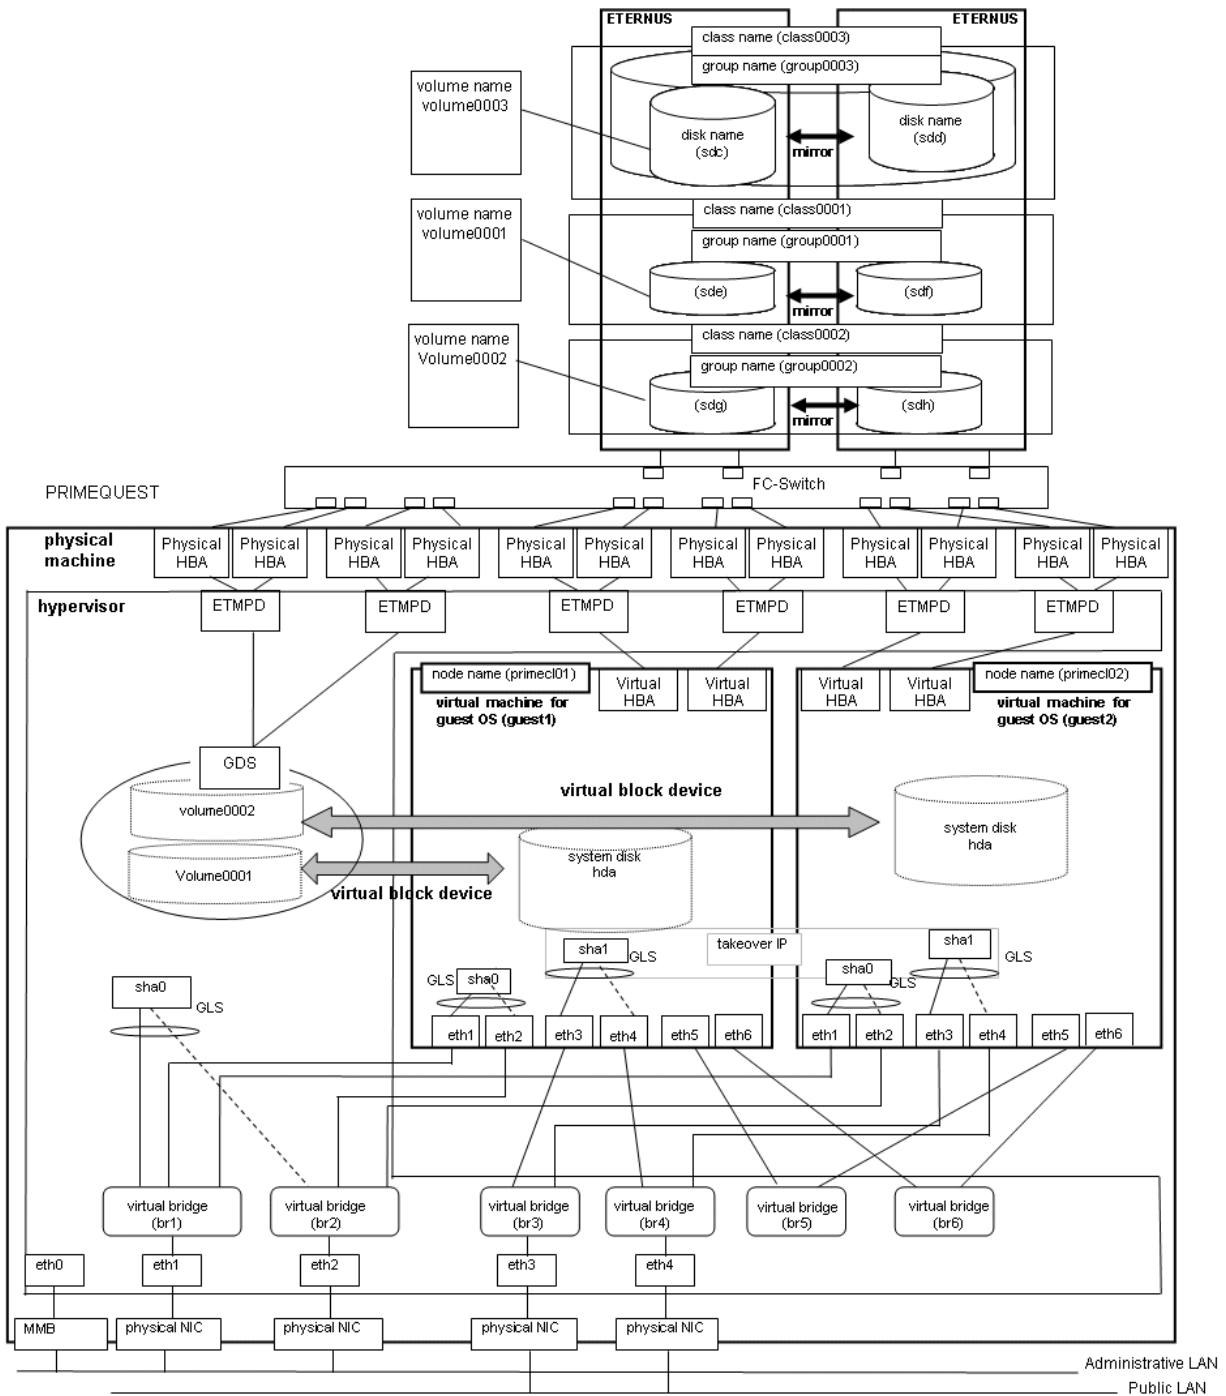 ETERNUS
ETERNUS
class name (class0003)
group name (group0003)
volume name
volume0003
disk name
(sdc)
disk name
(sdd)
mirror
volume name
volume0001
class name (class0001)
group name (group0001)
(sde)
(sdf)
mirror
volume name
Volume0002
class name (class0002)
group name (group0002)
(sdg)
(sdh)
mirror
PRIMEQUEST
FC-Switch
physical
machine
Physical
HBA
Physical
HBA
Physical
HBA
Physical
HBA
Physical
HBA
Physical
HBA
Physical
HBA
Physical
HBA
Physical
HBA
Physical
HBA
Physical
HBA
Physical
HBA
hypervisor
ETMPD
ETMPD
ETMPD
ETMPD
ETMPD
ETMPD
node name (primecl01)
virtual machine for
guest OS (guest1)
Virtual
HBA
Virtual
HBA
Virtual
HBA
Virtual
HBA
node name (primecl02)
virtual machine for
guest OS (guest2)
GDS
volume0002
virtual block device
system disk
hda
Volume0001
virtual block device
system disk
hda
takeover IP
sha1
GLS
GLS
sha0
sha1
GLS
sha0
GLS
sha0
GLS
eth1
eth2
eth3
eth4
eth5
eth6
eth1
eth2
eth3
eth4
eth5
eth6
virtual bridge
(br1)
virtual bridge
(br2)
virtual bridge
(br3)
virtual bridge
(br4)
virtual bridge
(br5)
virtual bridge
(br6)
eth0
eth1
eth2
eth3
eth4
MMB
physical NIC
physical NIC
physical NIC
physical NIC
Administrative LAN
Public LAN